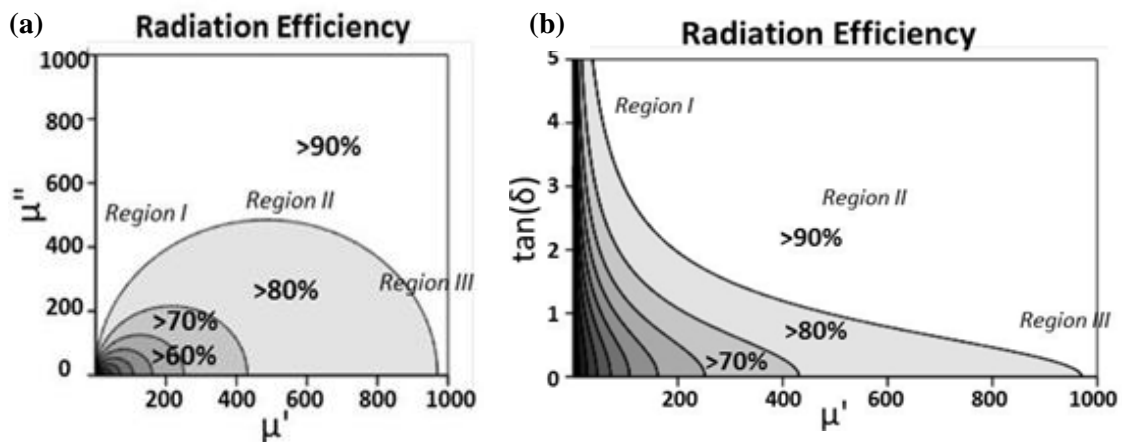 (a)
Radiation Efficiency
1000
800
600
400
200
0
μ''
Region I
Region II
Region III
>90%
>80%
>70%
>60%
200 400 600 800 1000
μ'
(b)
Radiation Efficiency
5
4
3
2
1
0
tan(δ)
Region I
Region II
>90%
Region III
>80%
>70%
200 400 600 800 1000
μ'